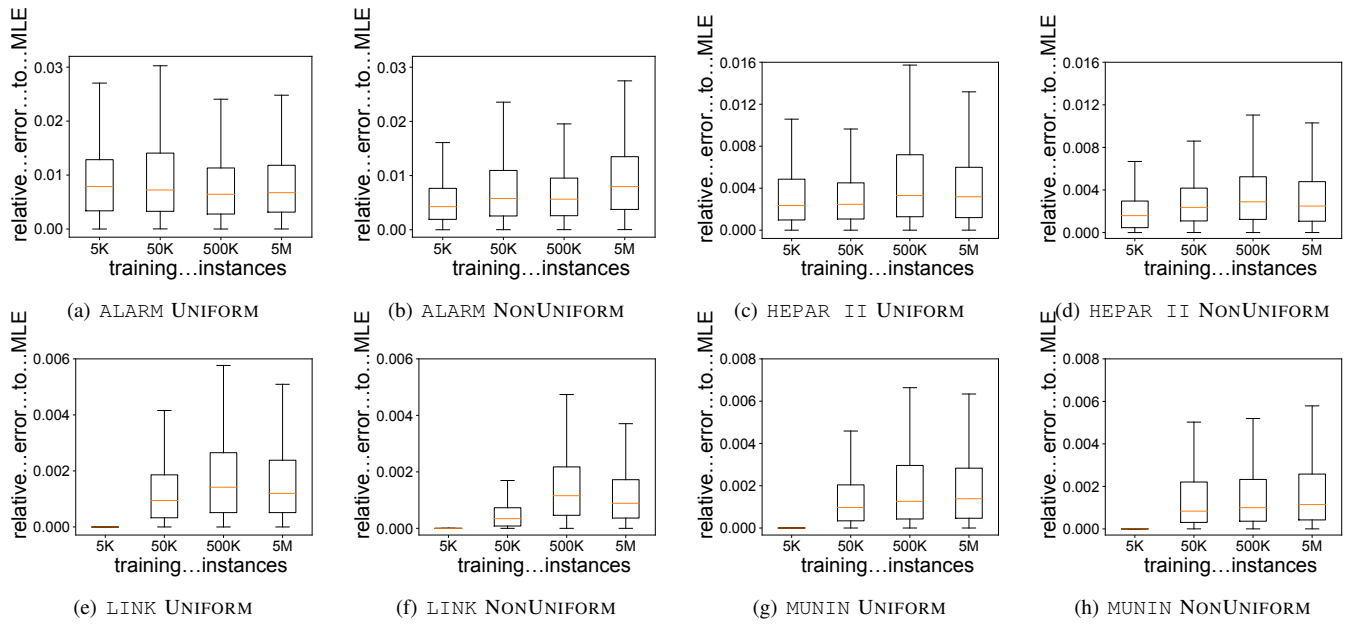 relative...error...to...MLE
0.03
0.02
0.01
0.00
5K 50K 500K 5M
training...instances
(a) ALARM UNIFORM
relative...error...to...MLE
0.03
0.02
0.01
0.00
5K 50K 500K 5M
training...instances
(b) ALARM NONUNIFORM
relative...error...to...MLE
0.016
0.012
0.008
0.004
0.000
5K 50K 500K 5M
training...instances
(c) HEPAR II UNIFORM
relative...error...to...MLE
0.016
0.012
0.008
0.004
0.000
5K 50K 500K 5M
training...instances
(d) HEPAR II NONUNIFORM
relative...error...to...MLE
0.006
0.004
0.002
0.000
5K 50K 500K 5M
training...instances
(e) LINK UNIFORM
relative...error...to...MLE
0.006
0.004
0.002
0.000
5K 50K 500K 5M
training...instances
(f) LINK NONUNIFORM
relative...error...to...MLE
0.008
0.006
0.004
0.002
0.000
5K 50K 500K 5M
training...instances
(g) MUNIN UNIFORM
relative...error...to...MLE
0.008
0.006
0.004
0.002
0.000
5K 50K 500K 5M
training...instances
(h) MUNIN NONUNIFORM